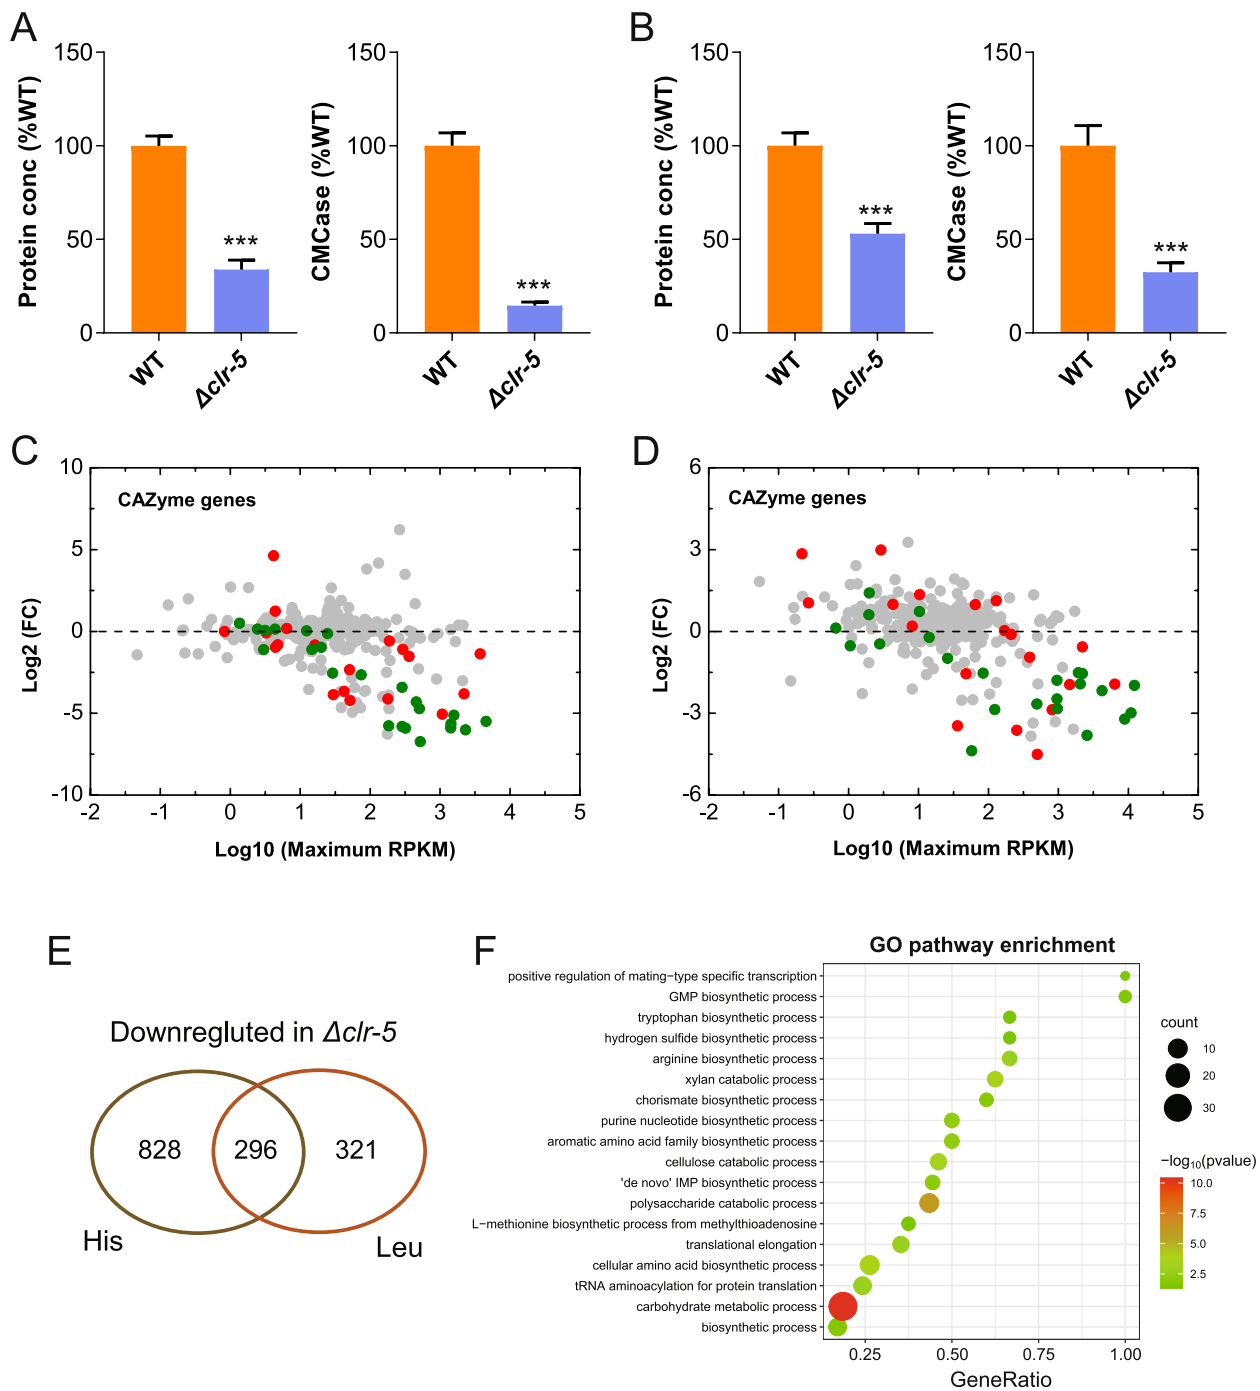 A
B
150
100
50
0
Protein conc (%WT)
***
WT
Δclr-5
150
100
50
0
CMCase (%WT)
***
WT
Δclr-5
150
100
50
0
Protein conc (%WT)
***
WT
Δclr-5
150
100
50
0
CMCase (%WT)
***
WT
Δclr-5
C
10
5
0
-5
-10
Log2 (FC)
CAZyme genes
-2 -1 0 1 2 3 4 5
Log10 (Maximum RPKM)
D
6
3
0
-3
-6
Log2 (FC)
CAZyme genes
-2 -1 0 1 2 3 4 5
Log10 (Maximum RPKM)
E
Downregluted in Δclr-5
828 296 321
His Leu
F
GO pathway enrichment
positive regulation of mating-type specific transcription
GMP biosynthetic process
tryptophan biosynthetic process
hydrogen sulfide biosynthetic process
arginine biosynthetic process
xylan catabolic process
chorismate biosynthetic process
purine nucleotide biosynthetic process
aromatic amino acid family biosynthetic process
cellulose catabolic process
'de novo' IMP biosynthetic process
polysaccharide catabolic process
L-methionine biosynthetic process from methylthioadenosine
translational elongation
cellular amino acid biosynthetic process
tRNA aminoacylation for protein translation
carbohydrate metabolic process
biosynthetic process
0.25 0.50 0.75 1.00
GeneRatio
count
10
20
30
-log₁₀(pvalue)
10.0
7.5
5.0
2.5